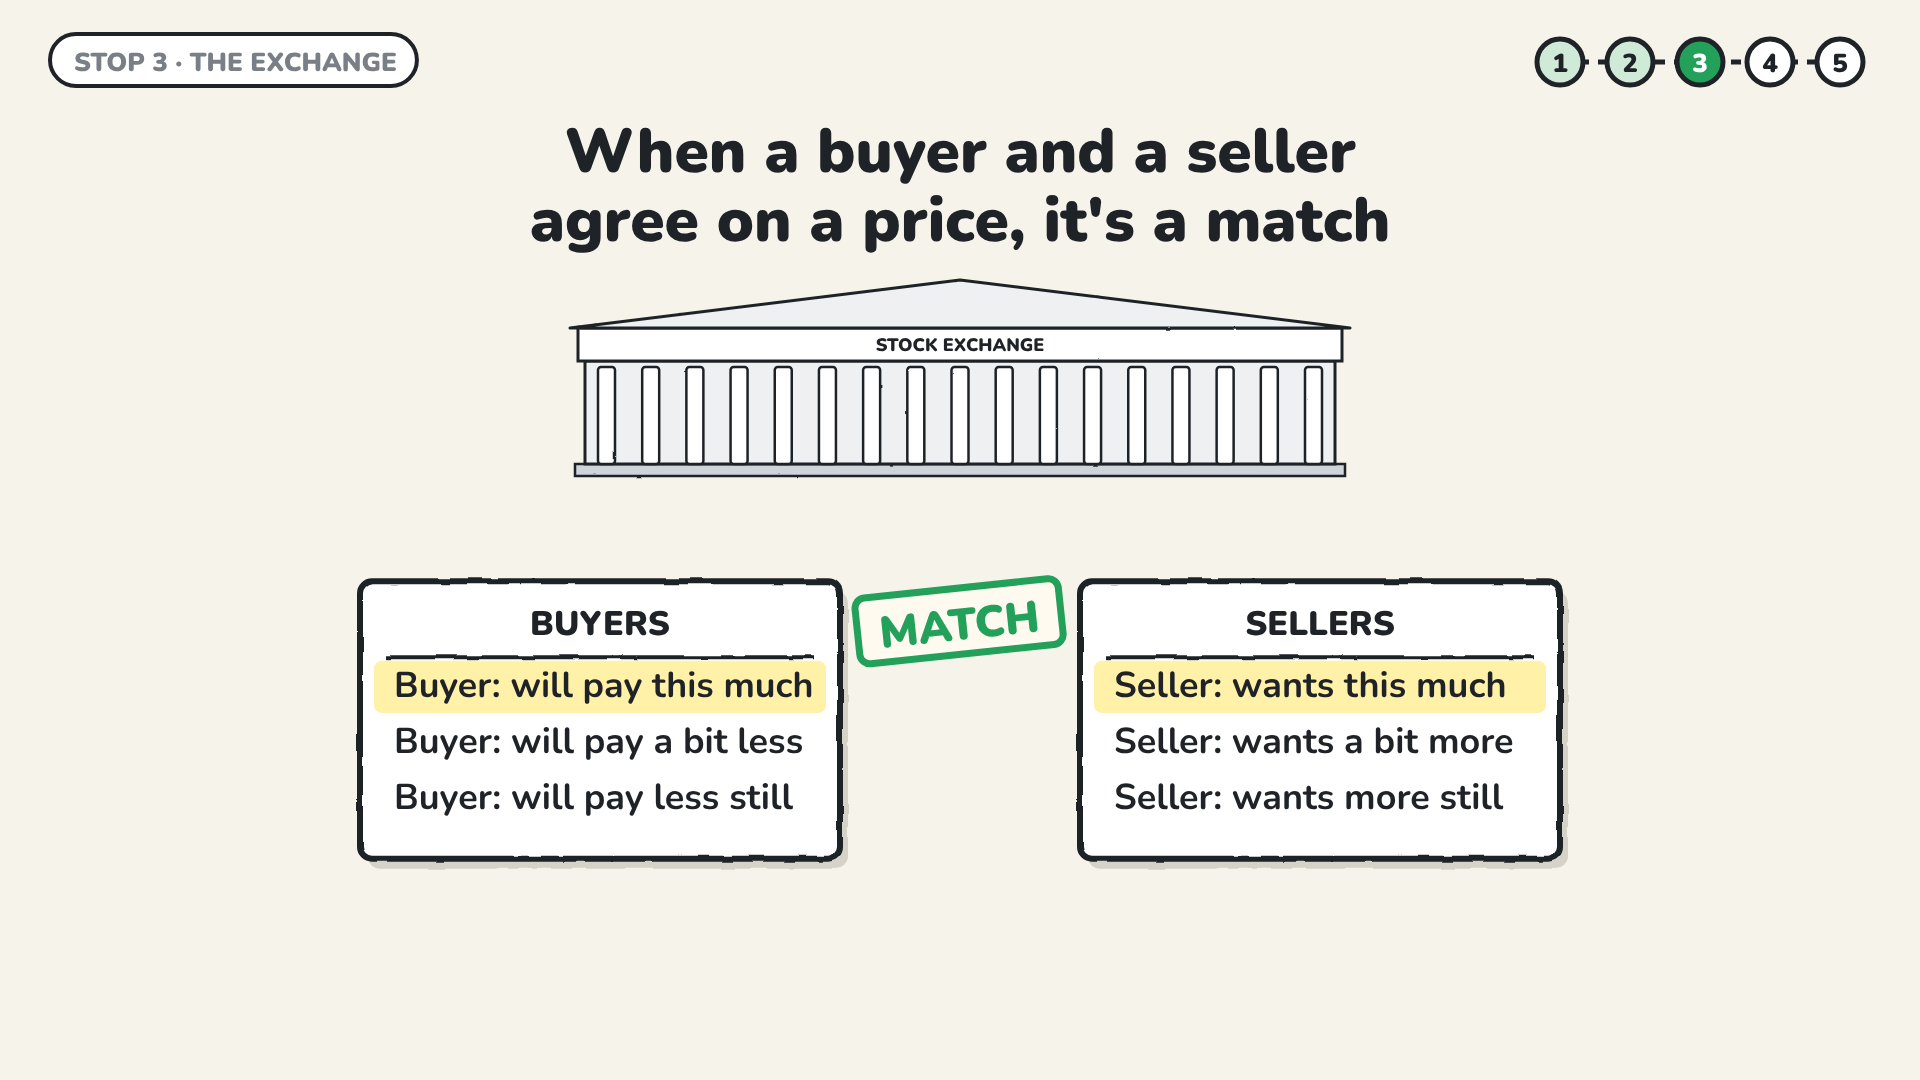 STOP 3 · THE EXCHANGE
1 2 3 4 5
When a buyer and a seller
agree on a price, it's a match
STOCK EXCHANGE
BUYERS
Buyer: will pay this much
Buyer: will pay a bit less
Buyer: will pay less still
MATCH
SELLERS
Seller: wants this much
Seller: wants a bit more
Seller: wants more still